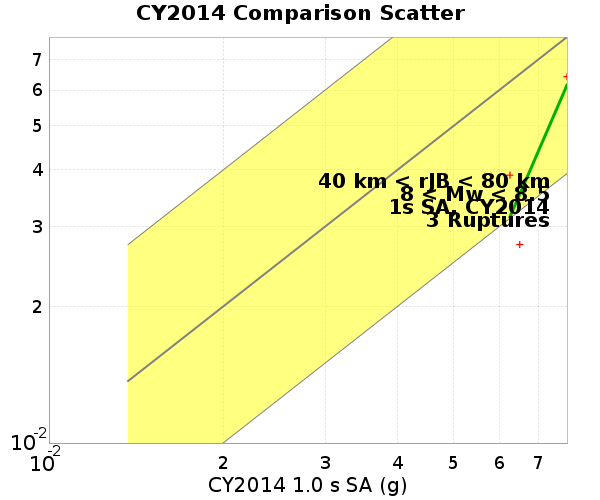 CY2014 Comparison Scatter
7
6
5
4
40 km < rJB < 80 km
8 < Mw < 8.5
1s SA, CY2014
3 Ruptures
3
2
10-2
10-2 2 3 4 5 6 7
CY2014 1.0 s SA (g)